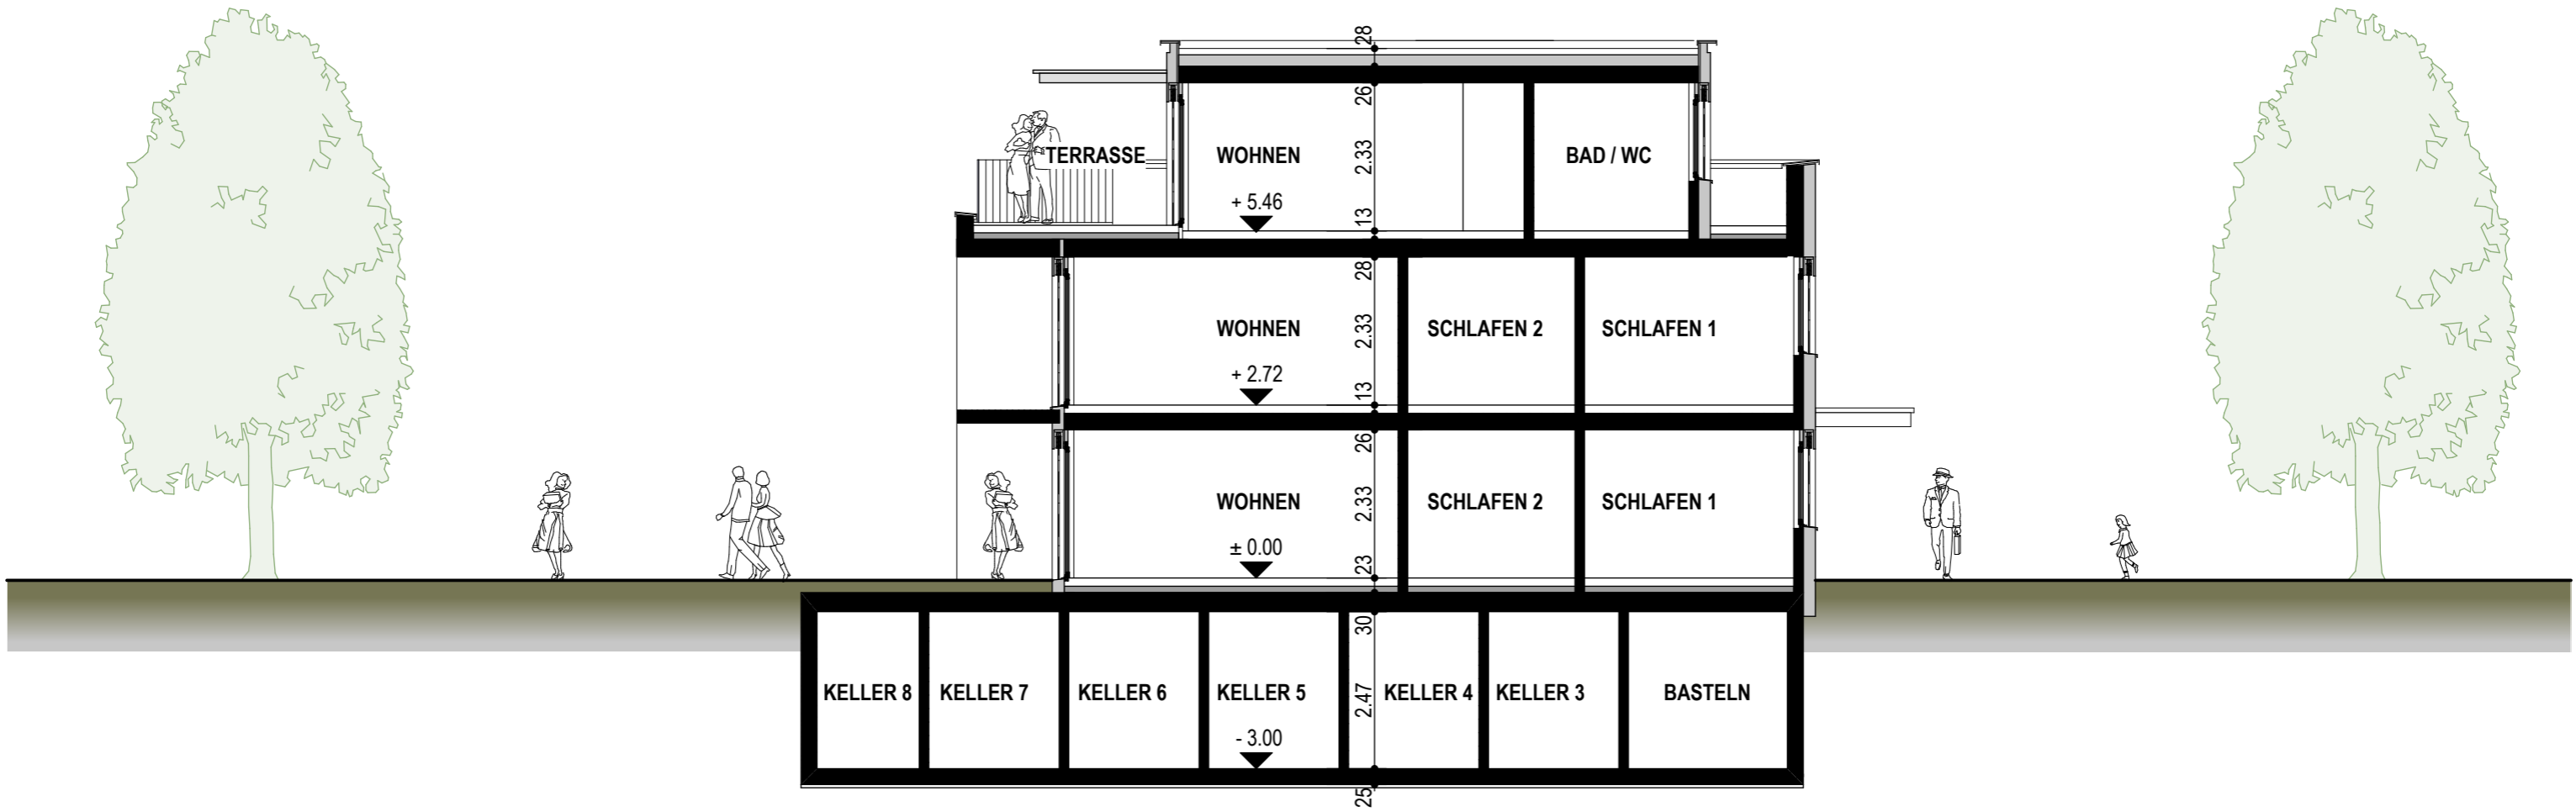 28
26
TERRASSE
WOHNEN
2.33
BAD / WC
+ 5.46
13
28
WOHNEN
2.33
SCHLAFEN 2
SCHLAFEN 1
+ 2.72
13
26
WOHNEN
2.33
SCHLAFEN 2
SCHLAFEN 1
± 0.00
23
30
KELLER 8
KELLER 7
KELLER 6
KELLER 5
2.47
KELLER 4
KELLER 3
BASTELN
- 3.00
25